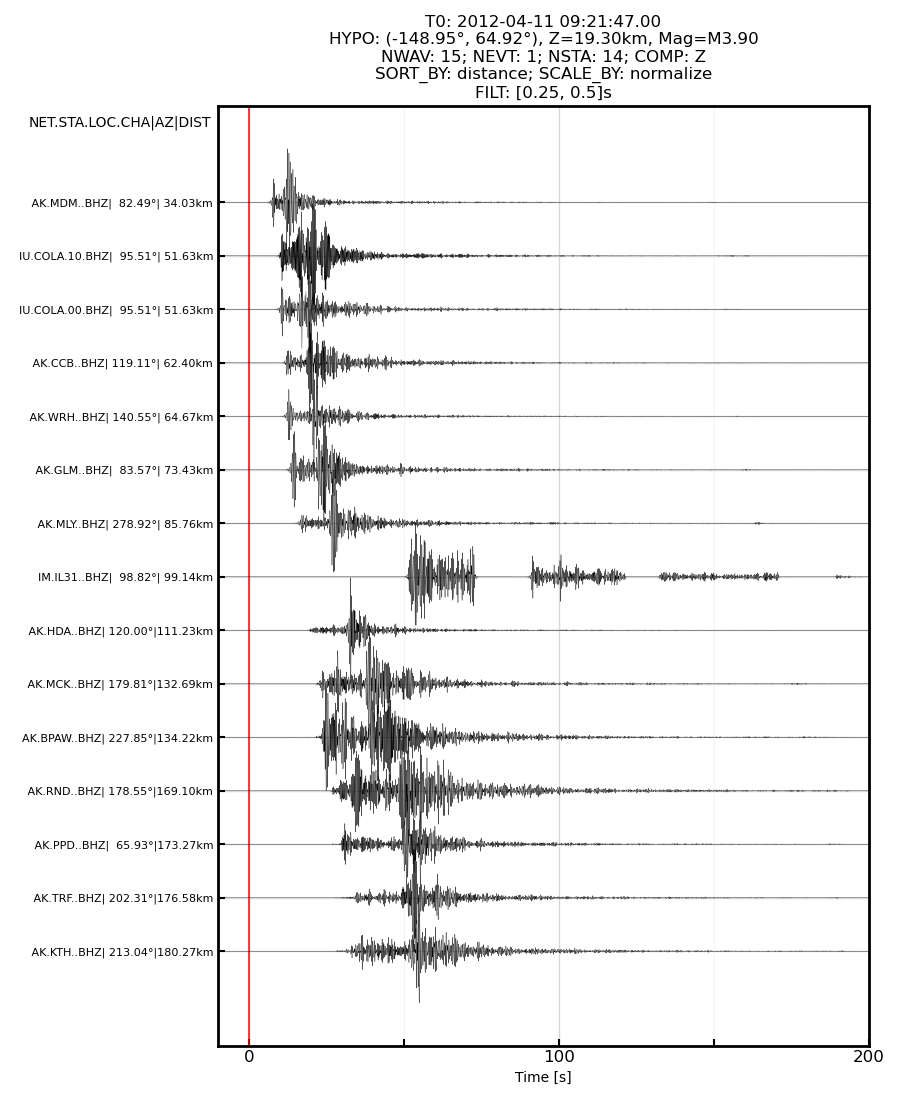 T0: 2012-04-11 09:21:47.00
HYPO: (-148.95°, 64.92°), Z=19.30km, Mag=M3.90
NWAV: 15; NEVT: 1; NSTA: 14; COMP: Z
SORT_BY: distance; SCALE_BY: normalize
FILT: [0.25, 0.5]s
NET.STA.LOC.CHA|AZ|DIST
AK.MDM..BHZ|  82.49°| 34.03km
IU.COLA.10.BHZ|  95.51°| 51.63km
IU.COLA.00.BHZ|  95.51°| 51.63km
AK.CCB..BHZ| 119.11°| 62.40km
AK.WRH..BHZ| 140.55°| 64.67km
AK.GLM..BHZ|  83.57°| 73.43km
AK.MLY..BHZ| 278.92°| 85.76km
IM.IL31..BHZ|  98.82°| 99.14km
AK.HDA..BHZ| 120.00°|111.23km
AK.MCK..BHZ| 179.81°|132.69km
AK.BPAW..BHZ| 227.85°|134.22km
AK.RND..BHZ| 178.55°|169.10km
AK.PPD..BHZ|  65.93°|173.27km
AK.TRF..BHZ| 202.31°|176.58km
AK.KTH..BHZ| 213.04°|180.27km
0 100 200
Time [s]